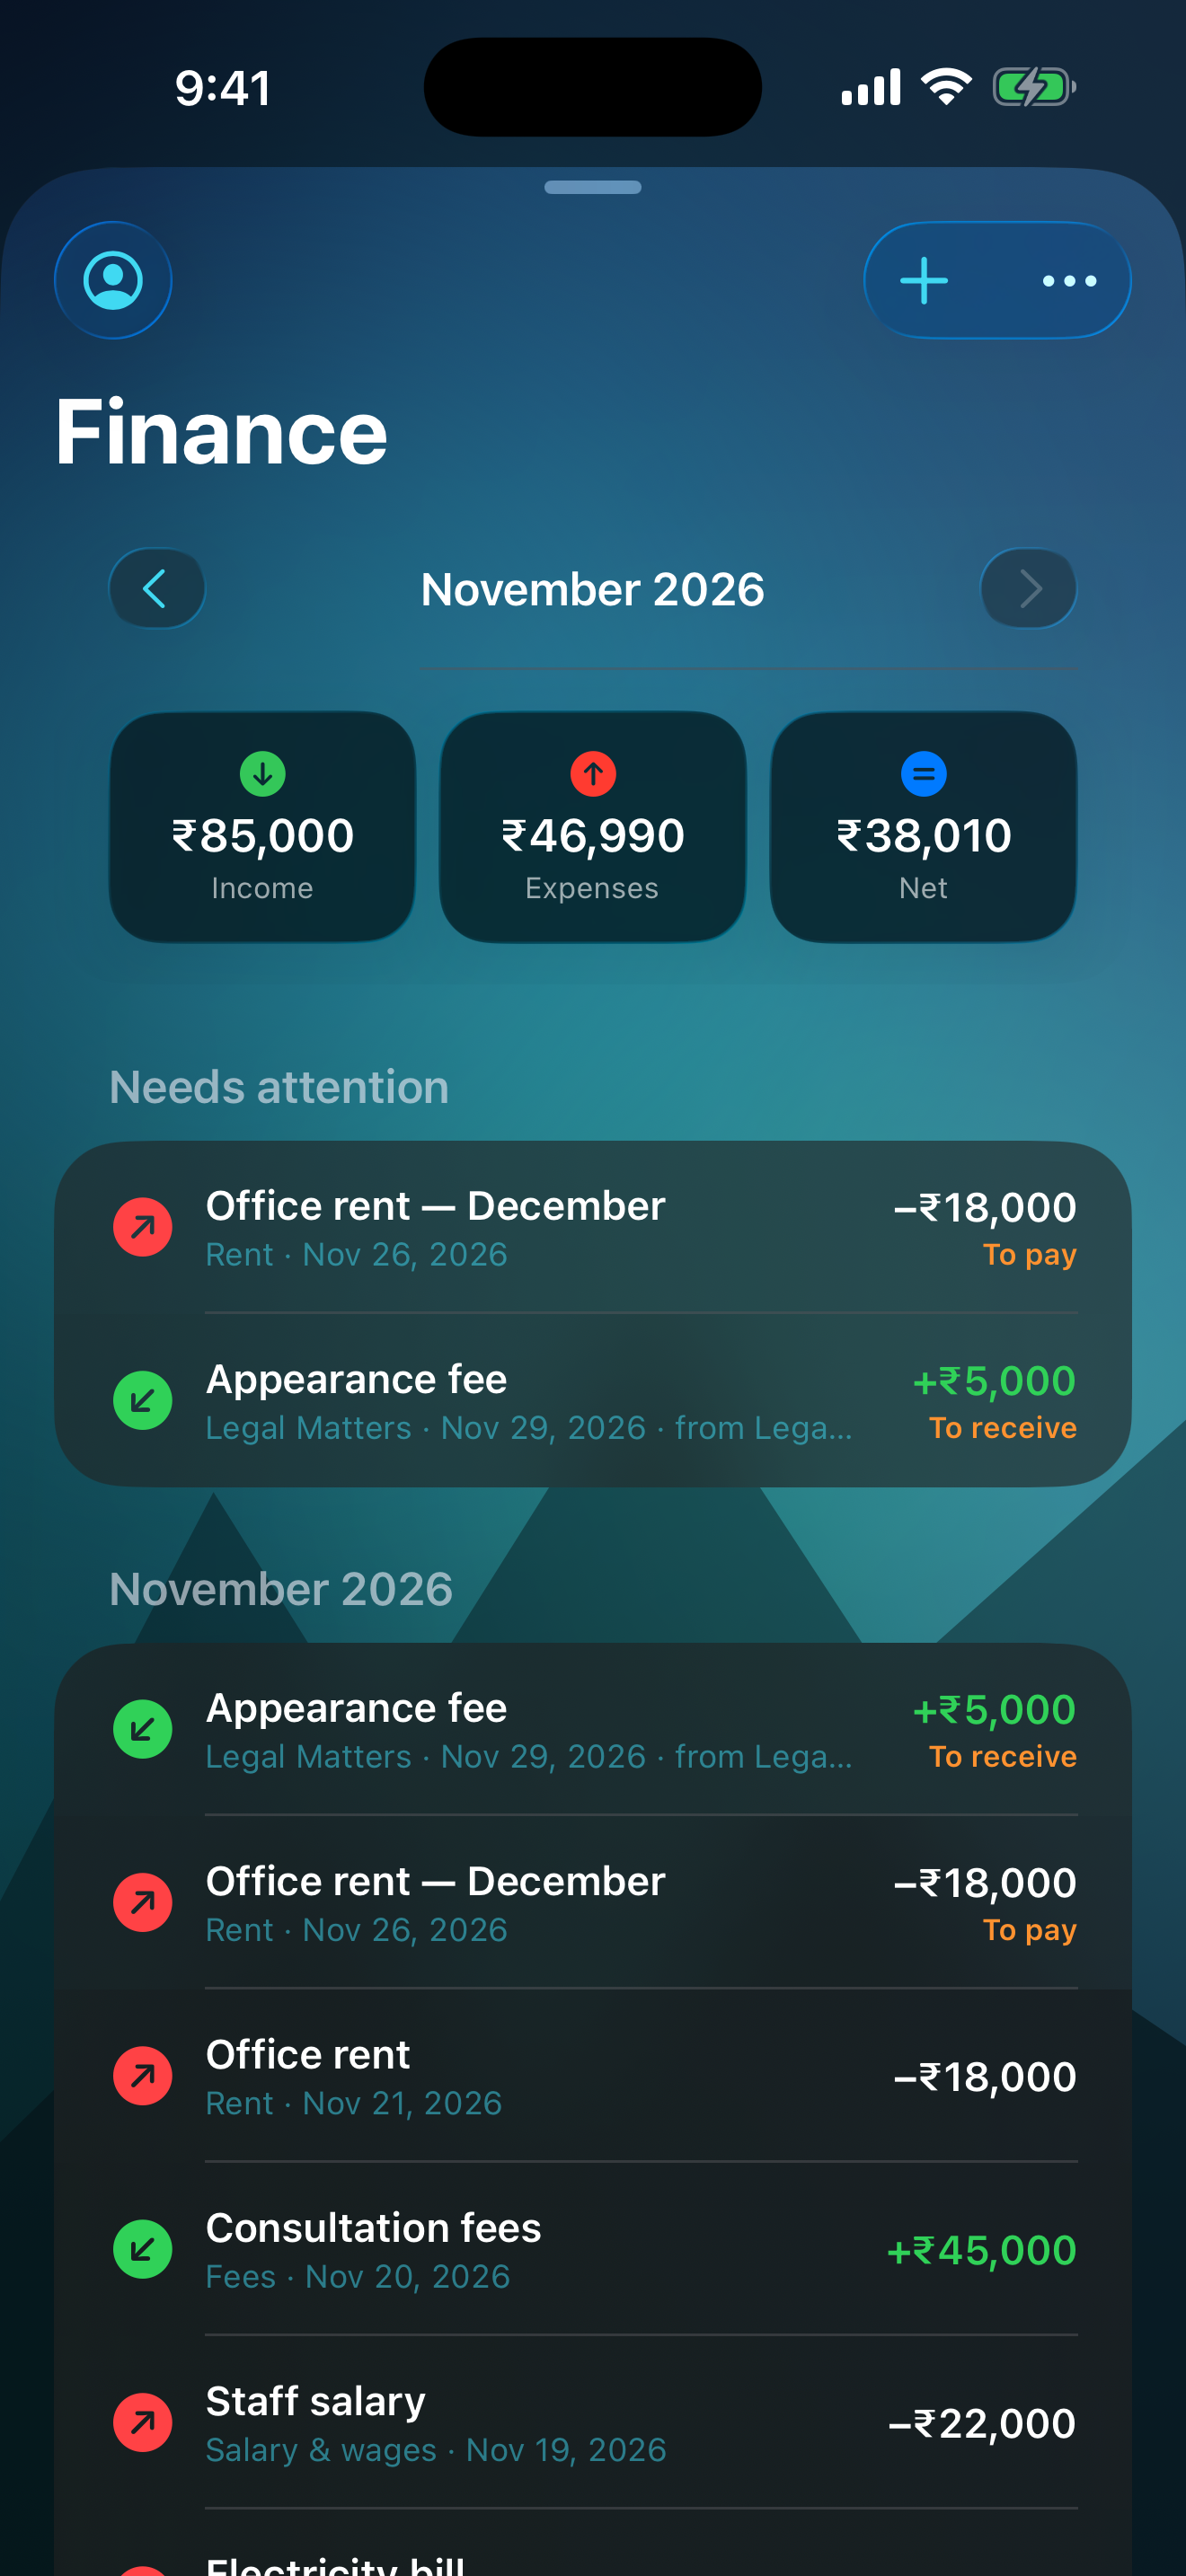 9:41
Finance
November 2026
₹85,000
Income
₹46,990
Expenses
₹38,010
Net
Needs attention
Office rent — December
−₹18,000
Rent · Nov 26, 2026
To pay
Appearance fee
+₹5,000
Legal Matters · Nov 29, 2026 · from Lega...
To receive
November 2026
Appearance fee
+₹5,000
Legal Matters · Nov 29, 2026 · from Lega...
To receive
Office rent — December
−₹18,000
Rent · Nov 26, 2026
To pay
Office rent
−₹18,000
Rent · Nov 21, 2026
Consultation fees
+₹45,000
Fees · Nov 20, 2026
Staff salary
−₹22,000
Salary & wages · Nov 19, 2026
Electricity bill